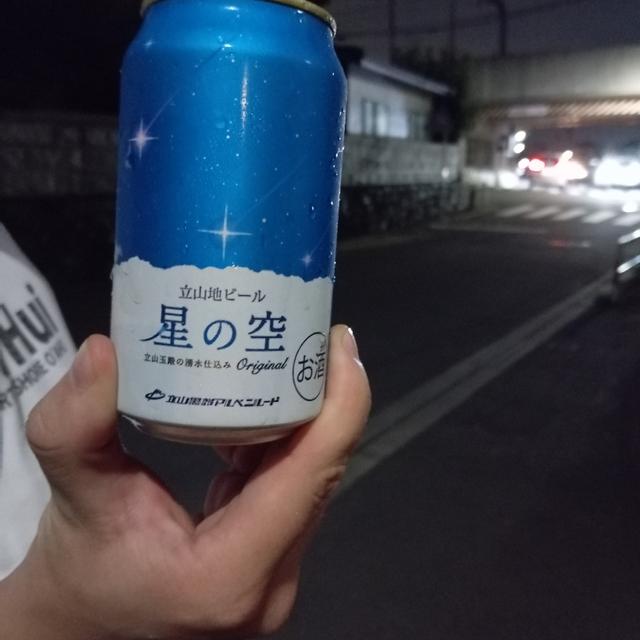 立山地ビール
星の空
立山玉殿の湧水仕込み Original
お酒
立山黒部アルペンルート
Hui